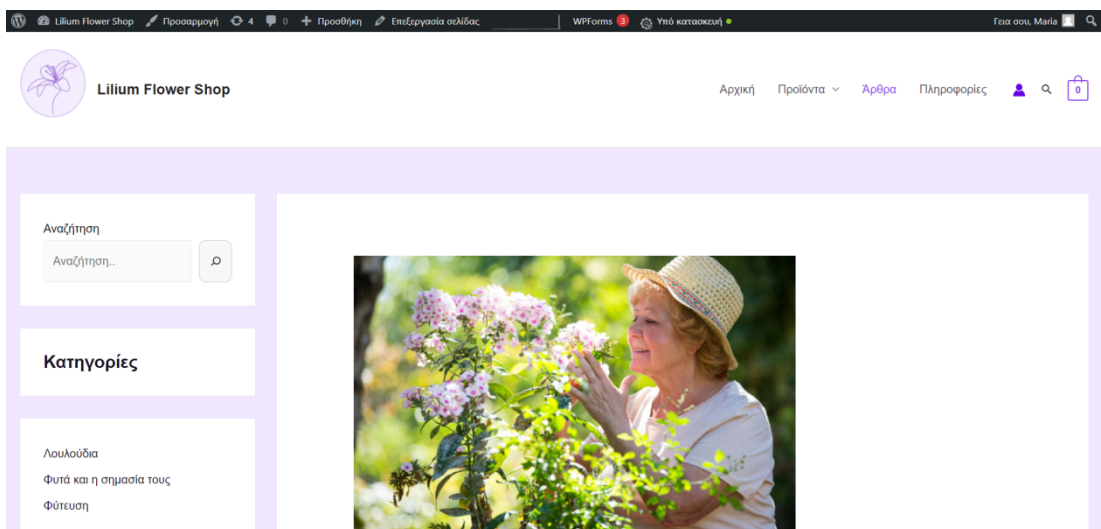 Lilium Flower Shop Προσαρμογή 4 0 Προσθήκη Επεξεργασία σελίδας WPForms 3 Υπό κατασκευή Γεια σου, Maria
Lilium Flower Shop Αρχική Προϊόντα Άρθρα Πληροφορίες 0
Αναζήτηση
Αναζήτηση..
Κατηγορίες
Λουλούδια
Φυτά και η σημασία τους
Φύτευση